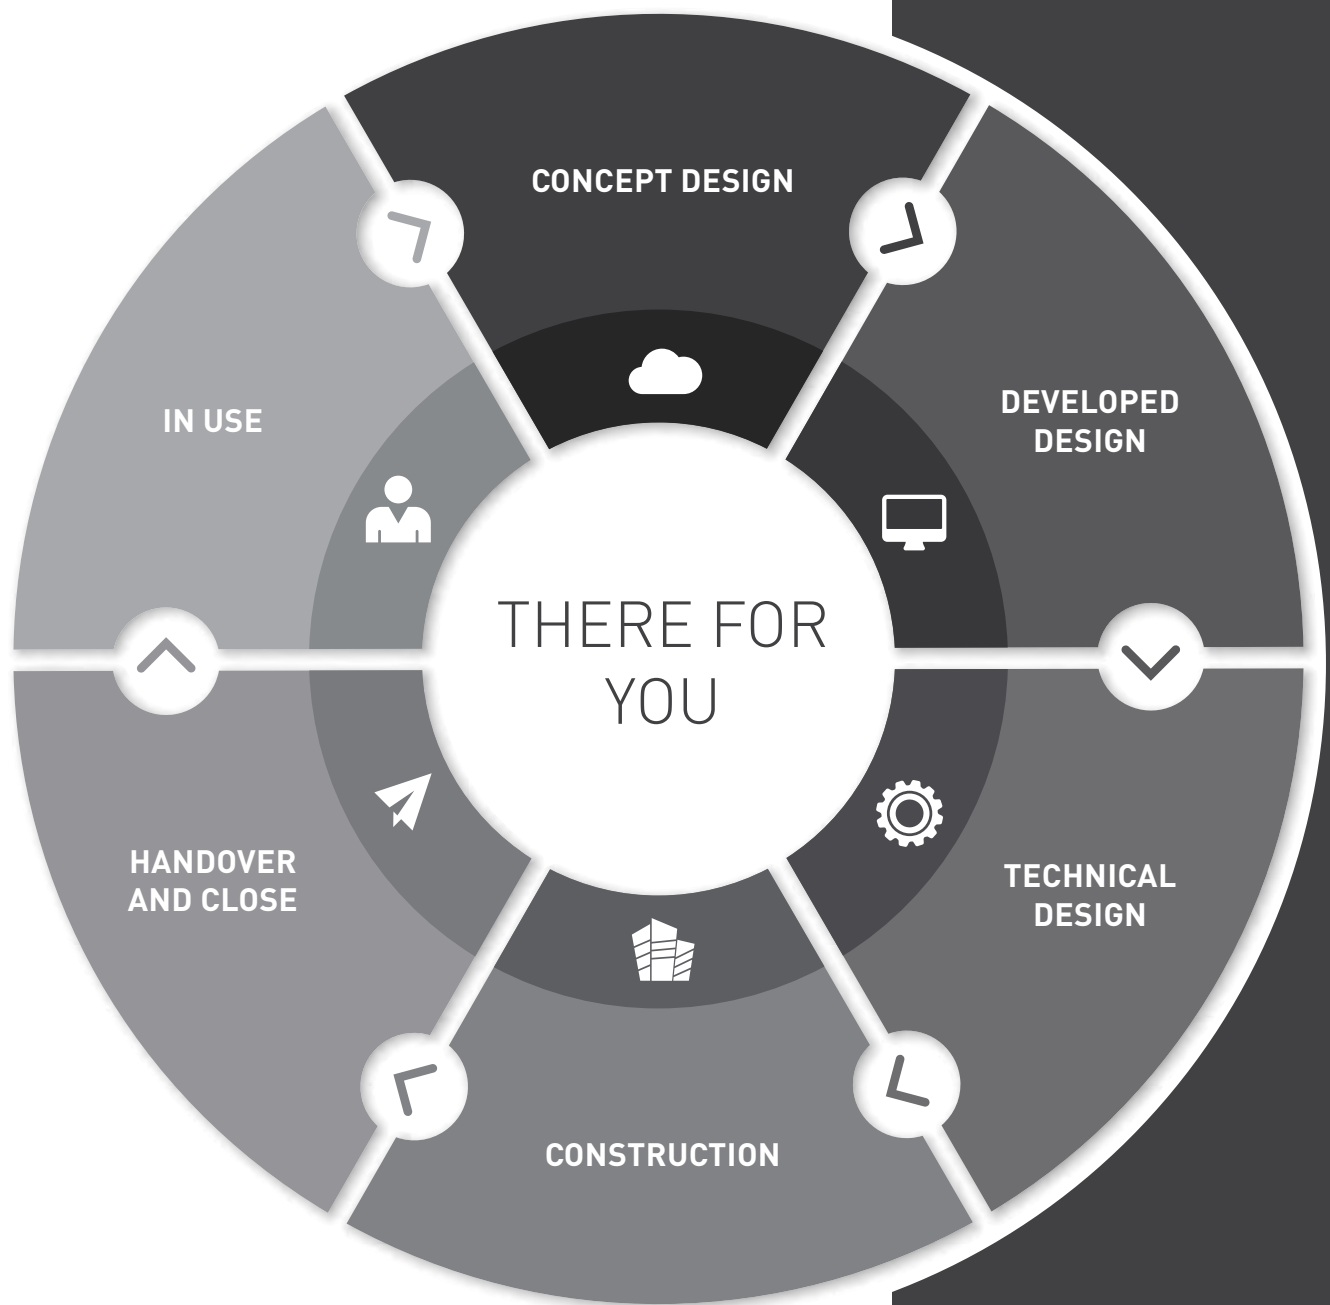 CONCEPT DESIGN
DEVELOPED
DESIGN
TECHNICAL
DESIGN
CONSTRUCTION
HANDOVER
AND CLOSE
IN USE
THERE FOR
YOU